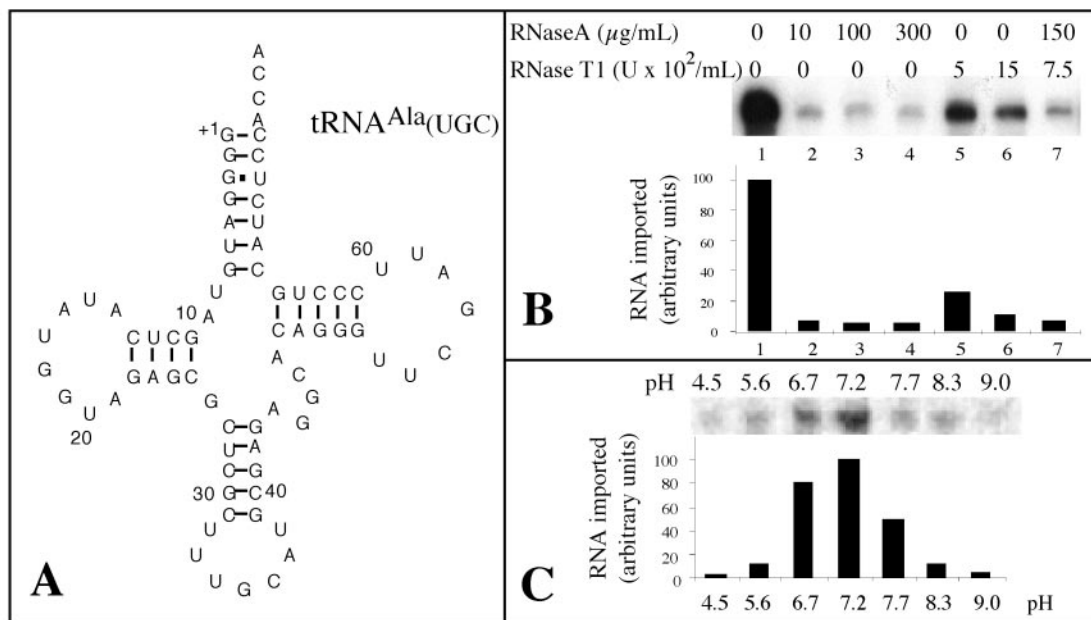 A
C
C
A
tRNA^Ala(UGC)
+1 G C
G C
G U
G C
A U
U A
G C
U A
10
A U A C U C G
U G G U A G A G C
20
G U C C C
C A G G G
60
U U A G C U U
A C G G A
G
C G
U A
C G
G C
30 40
C G
U U U G C A U
A
RNaseA (µg/mL) 0 10 100 300 0 0 150
RNase T1 (U x 10^2/mL) 0 0 0 0 5 15 7.5
1 2 3 4 5 6 7
RNA imported
(arbitrary units)
100
80
60
40
20
0
1 2 3 4 5 6 7
B
pH 4.5 5.6 6.7 7.2 7.7 8.3 9.0
RNA imported
(arbitrary units)
100
80
60
40
20
0
4.5 5.6 6.7 7.2 7.7 8.3 9.0 pH
C